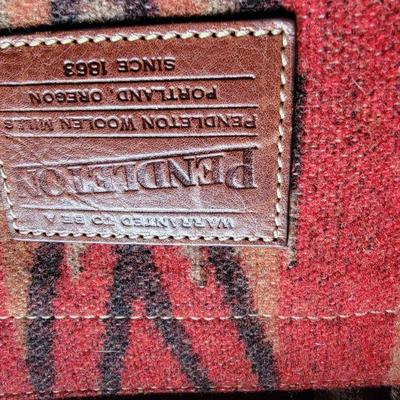 WARRANTED TO BE A
PENDLETON
PENDLETON WOOLEN MILLS
PORTLAND, OREGON
SINCE 1863